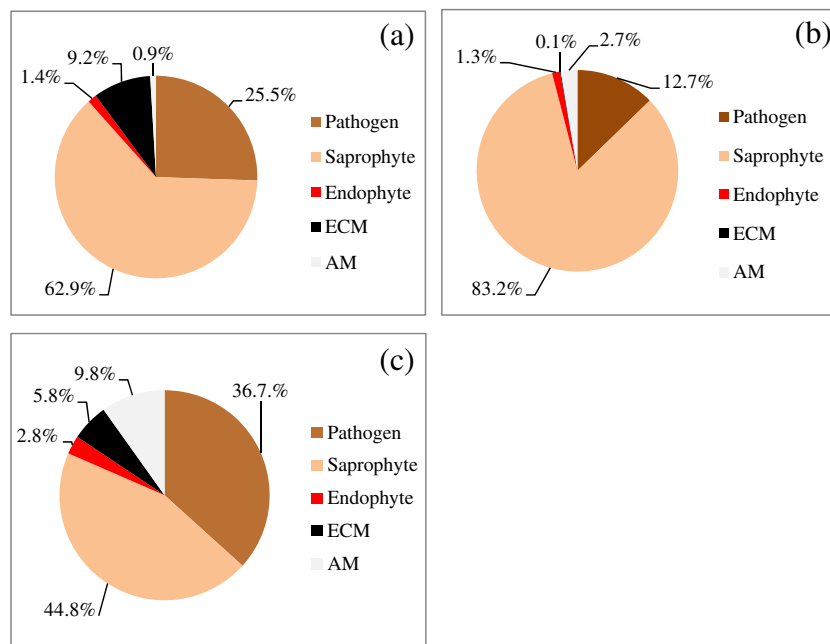 (a)
0.9%
9.2%
1.4%
25.5%
62.9%
Pathogen
Saprophyte
Endophyte
ECM
AM
(b)
0.1%
2.7%
1.3%
12.7%
83.2%
Pathogen
Saprophyte
Endophyte
ECM
AM
(c)
9.8%
5.8%
2.8%
36.7.%
44.8%
Pathogen
Saprophyte
Endophyte
ECM
AM